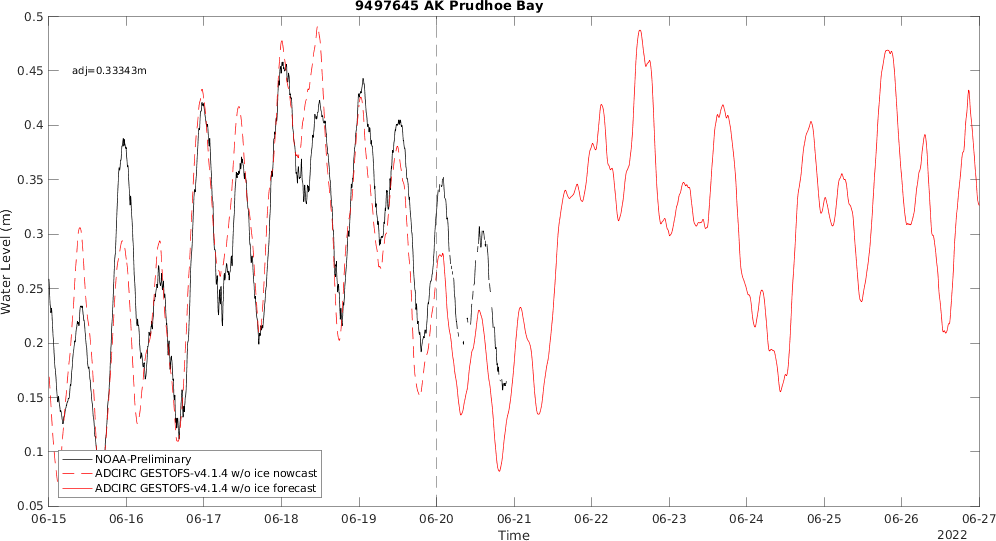 9497645 AK Prudhoe Bay
adj=0.33343m
0.5
0.45
0.4
0.35
0.3
0.25
0.2
0.15
0.1
0.05
Water Level (m)
NOAA-Preliminary
ADCIRC GESTOFS-v4.1.4 w/o ice nowcast
ADCIRC GESTOFS-v4.1.4 w/o ice forecast
06-15 06-16 06-17 06-18 06-19 06-20 06-21 06-22 06-23 06-24 06-25 06-26 06-27
Time
2022